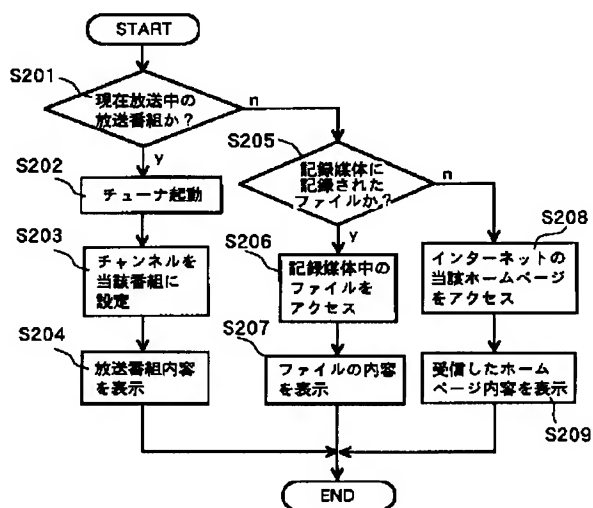 START
S201
現在放送中の
放送番組か?
n
y
S202
チューナ起動
S203
チャンネルを
当該番組に
設定
S204
放送番組内容
を表示
S205
記録媒体に
記録された
ファイルか?
n
y
S206
記録媒体中の
ファイルを
アクセス
S207
ファイルの内容
を表示
S208
インターネットの
当該ホームページ
をアクセス
受信したホーム
ページ内容を表示
S209
END